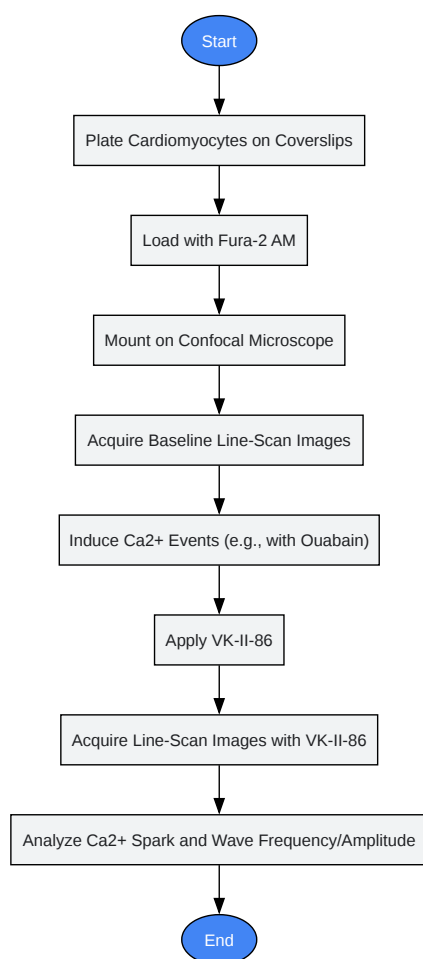 Start
Plate Cardiomyocytes on Coverslips
Load with Fura-2 AM
Mount on Confocal Microscope
Acquire Baseline Line-Scan Images
Induce Ca2+ Events (e.g., with Ouabain)
Apply VK-II-86
Acquire Line-Scan Images with VK-II-86
Analyze Ca2+ Spark and Wave Frequency/Amplitude
End